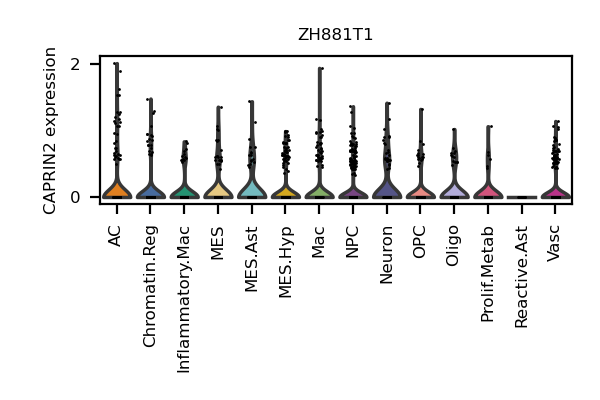 ZH881T1
CAPRIN2 expression
2
0
AC
Chromatin.Reg
Inflammatory.Mac
MES
MES.Ast
MES.Hyp
Mac
NPC
Neuron
OPC
Oligo
Prolif.Metab
Reactive.Ast
Vasc